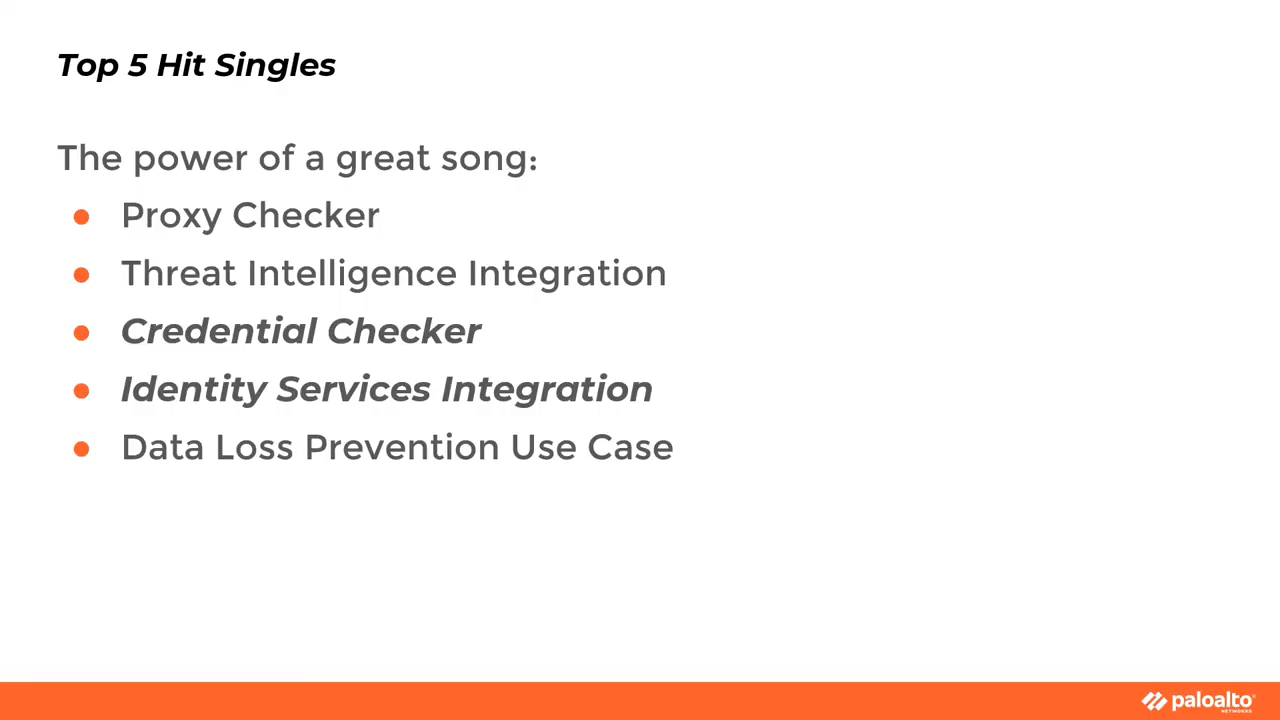 Top 5 Hit Singles
The power of a great song:
● Proxy Checker
● Threat Intelligence Integration
● Credential Checker
● Identity Services Integration
● Data Loss Prevention Use Case
paloalto®
NETWORKS